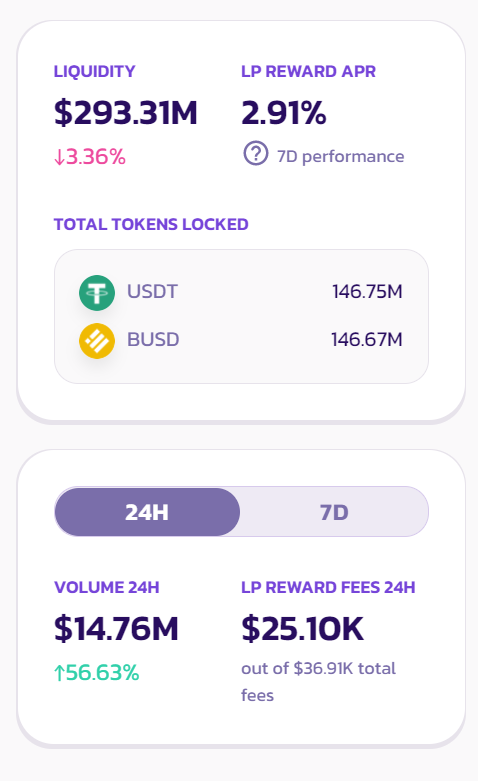 LIQUIDITY LP REWARD APR
$293.31M 2.91%
↓3.36% 7D performance
TOTAL TOKENS LOCKED
USDT 146.75M
BUSD 146.67M
24H 7D
VOLUME 24H LP REWARD FEES 24H
$14.76M $25.10K
↑56.63% out of $36.91K total
fees